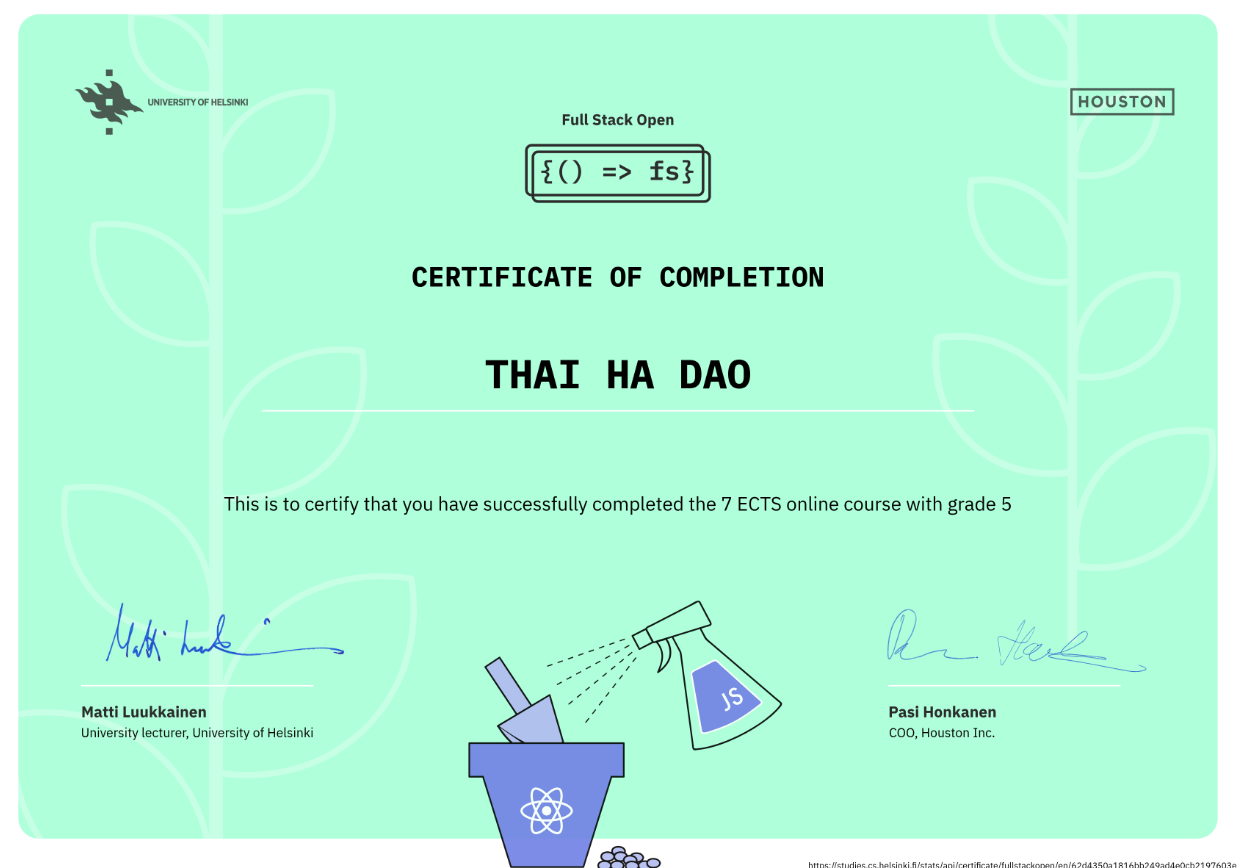 UNIVERSITY OF HELSINKI
HOUSTON
Full Stack Open
{() => fs}
CERTIFICATE OF COMPLETION
THAI HA DAO
This is to certify that you have successfully completed the 7 ECTS online course with grade 5
JS
Matti Luukkainen
University lecturer, University of Helsinki
Pasi Honkanen
COO, Houston Inc.
https://studies.cs.helsinki.fi/stats/api/certificate/fullstackopen/en/62d4350a1816bb249ad4e0cb2197603e